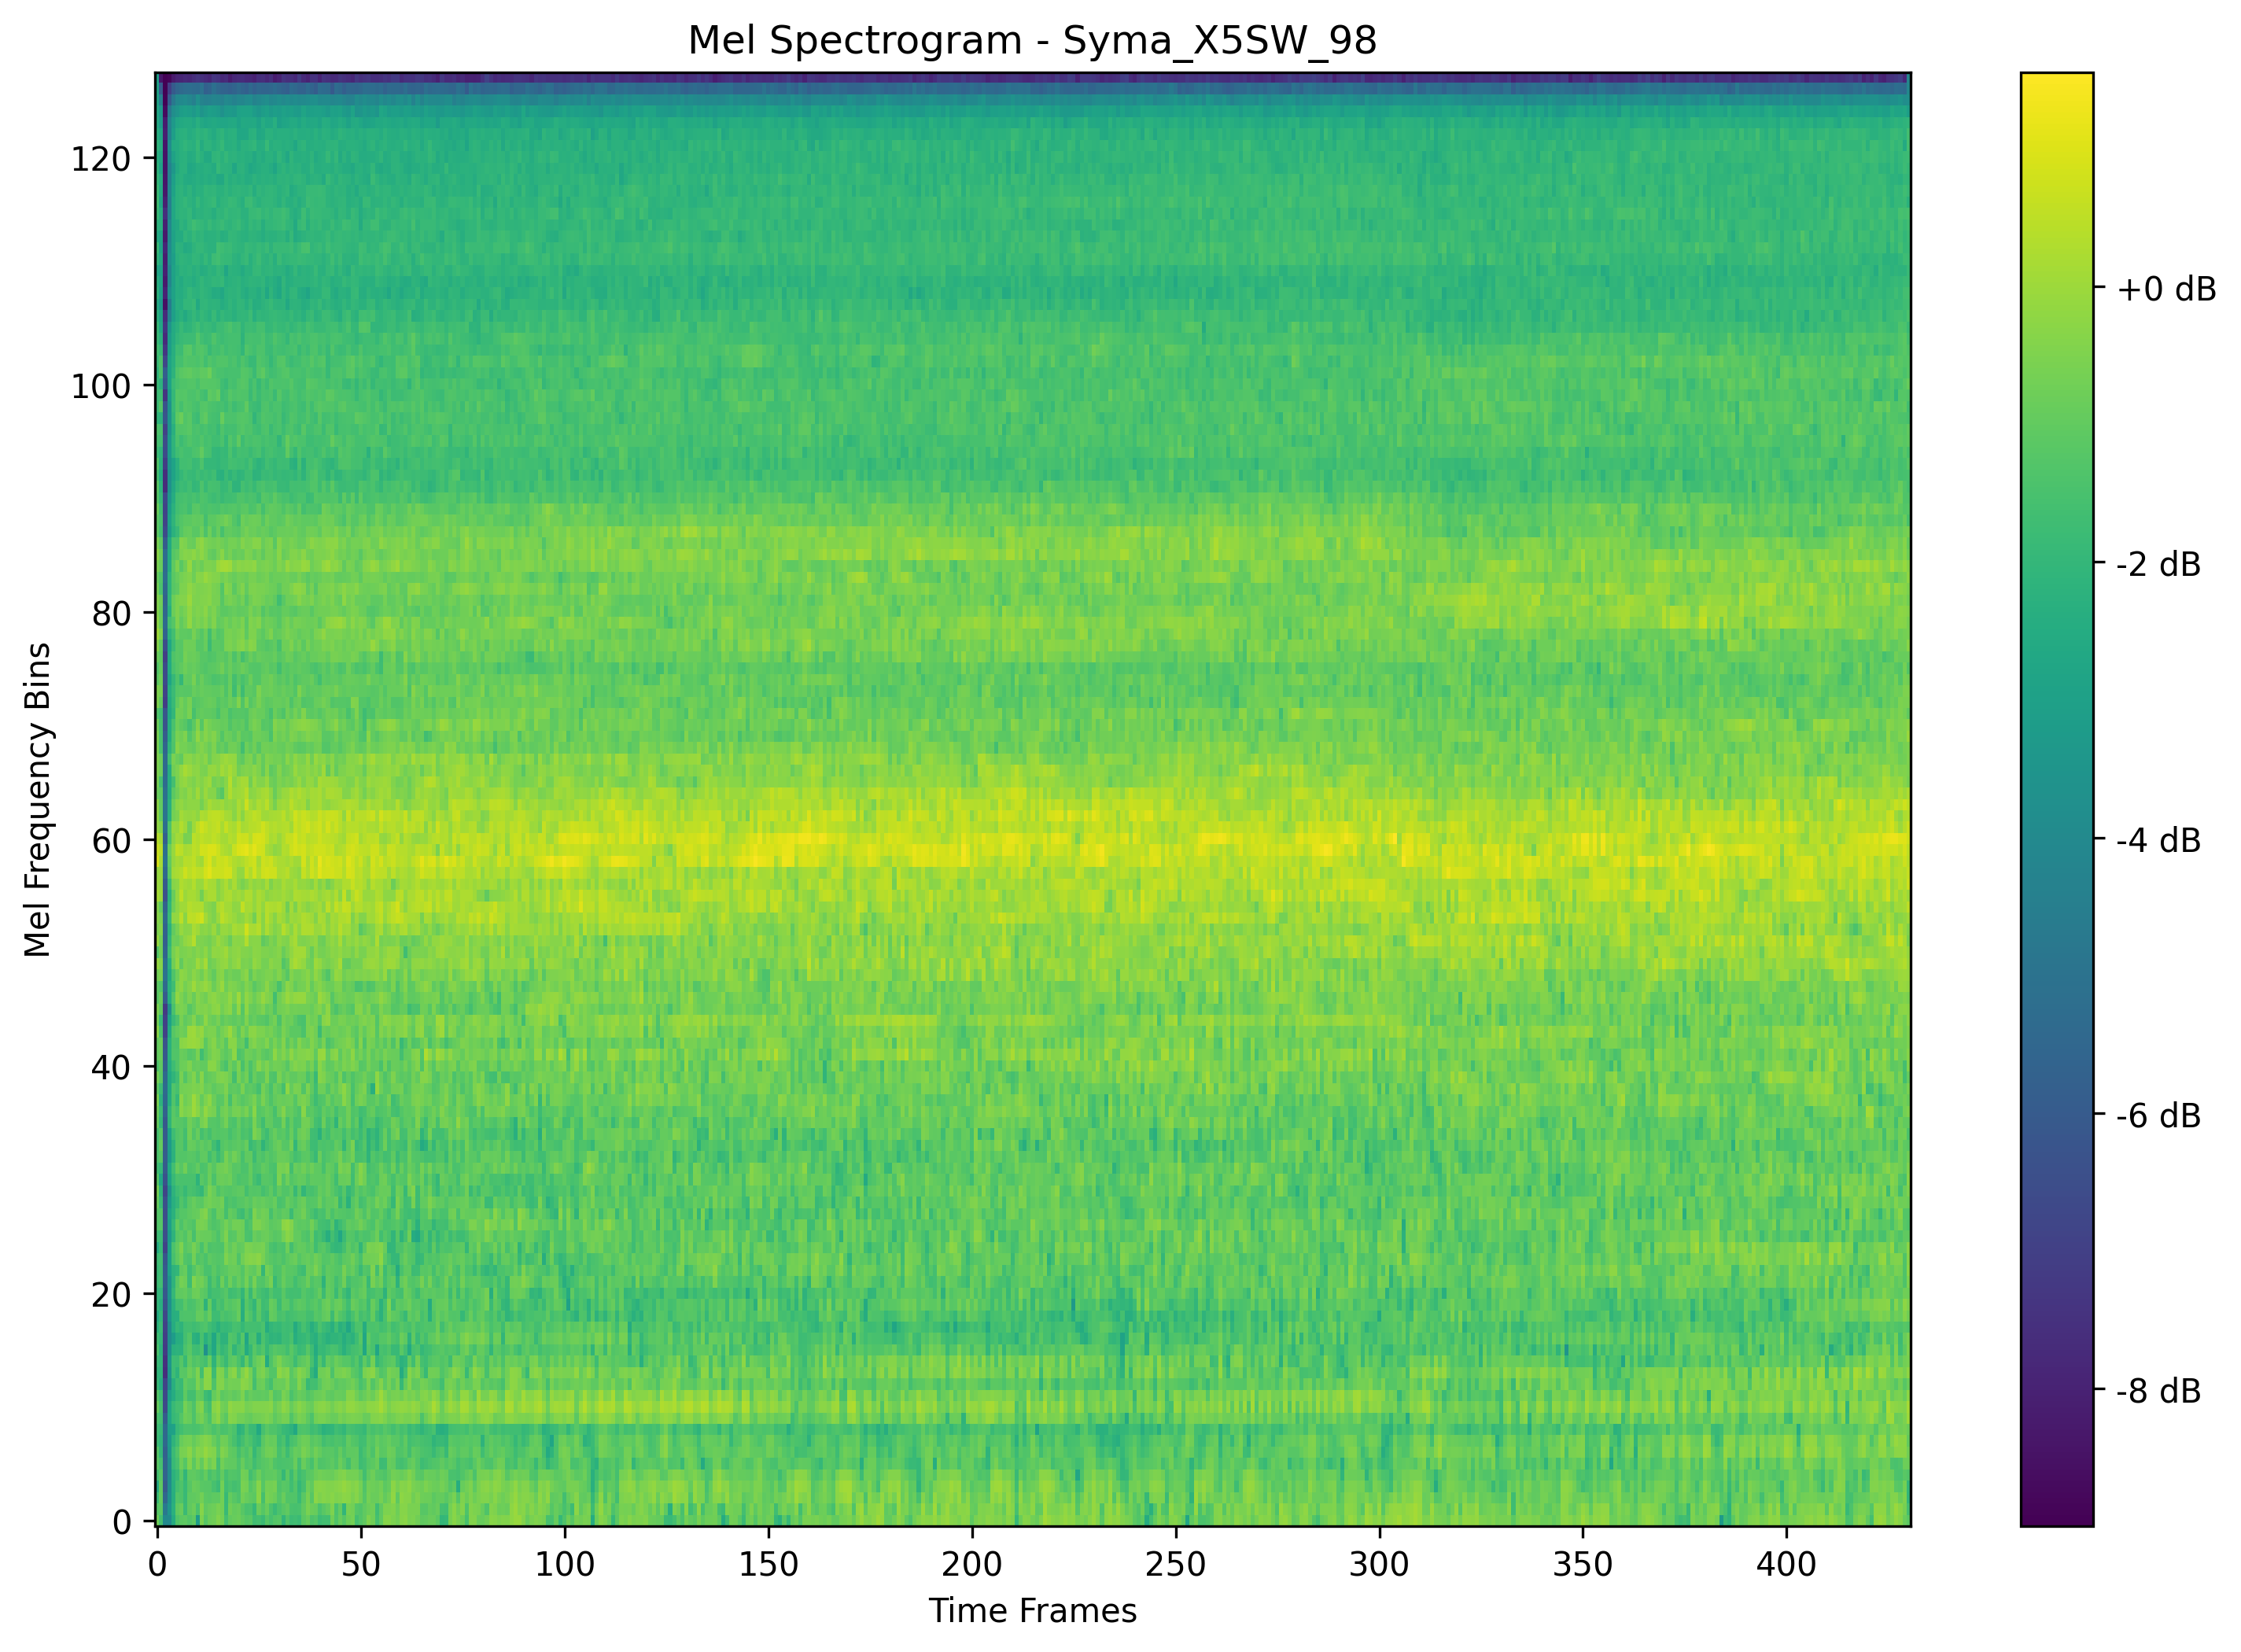 Mel Spectrogram - Syma_X5SW_98
Mel Frequency Bins
120
100
80
60
40
20
0
0 50 100 150 200 250 300 350 400
Time Frames
+0 dB
-2 dB
-4 dB
-6 dB
-8 dB